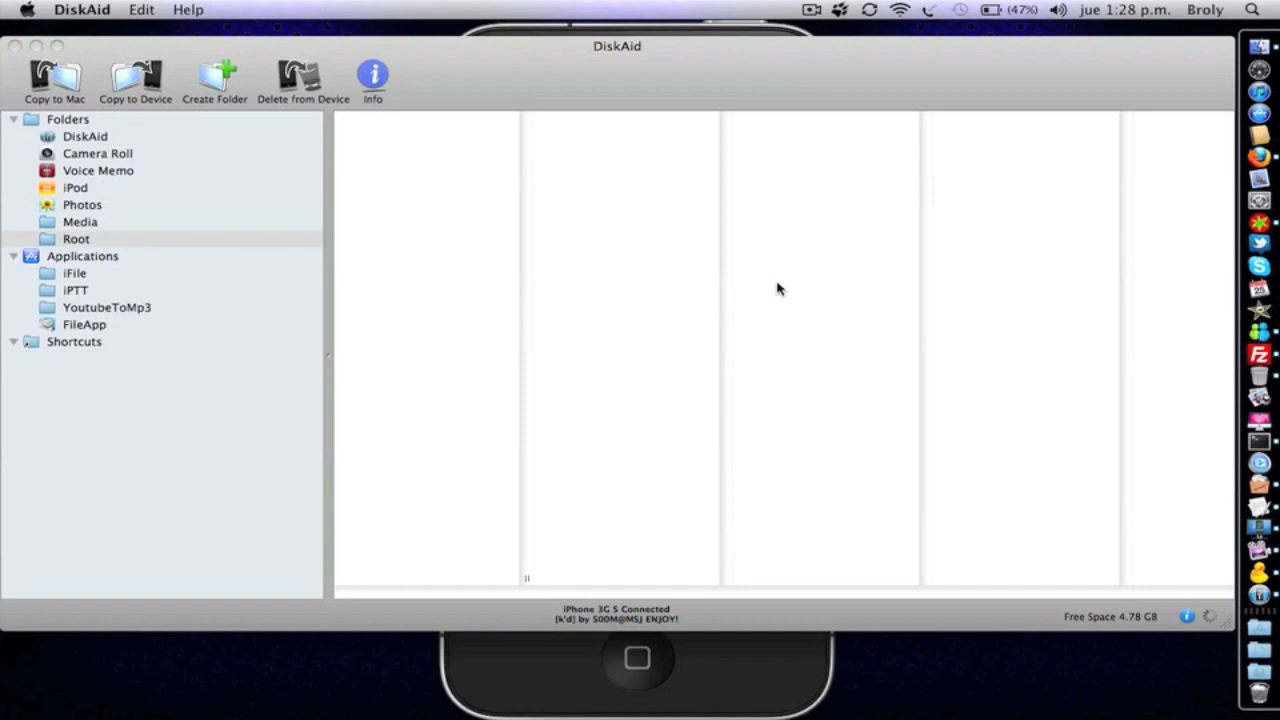 DiskAid Edit Help (47%) jue 1:28 p.m. Broly
DiskAid
Copy to Mac Copy to Device Create Folder Delete from Device Info
Folders
DiskAid
Camera Roll
Voice Memo
iPod
Photos
Media
Root
Applications
iFile
iPTT
YoutubeToMp3
FileApp
Shortcuts
iPhone 3G S Connected
[k'd] by S00M@MSJ ENJOY!
Free Space 4.78 GB
25
Fz